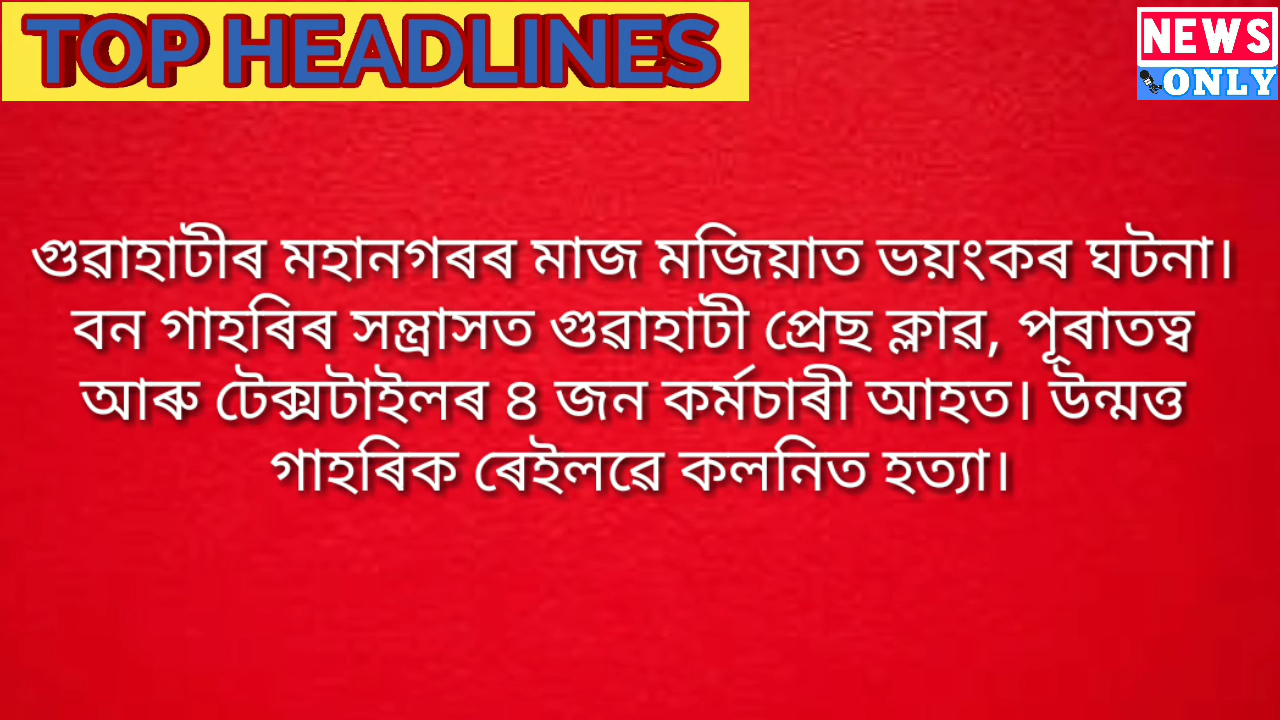 TOP HEADLINES
NEWS
ONLY
গুৱাহাটীৰ মহানগৰৰ মাজ মজিয়াত ভয়ংকৰ ঘটনা।
বন গাহৰিৰ সন্ত্ৰাসত গুৱাহাটী প্ৰেছ ক্লাৱ, পূৰাতত্ব
আৰু টেক্সটাইলৰ ৪ জন কৰ্মচাৰী আহত। উন্মত্ত
গাহৰিক ৰেইলৱে কলনিত হত্যা।